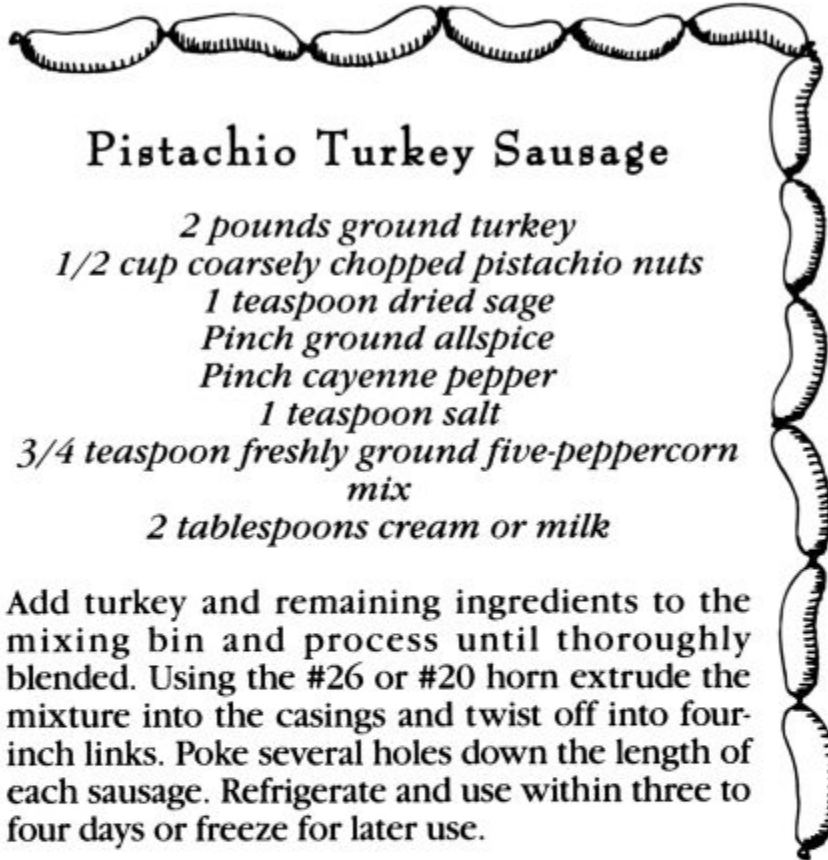 Pistachio Turkey Sausage
2 pounds ground turkey
1/2 cup coarsely chopped pistachio nuts
1 teaspoon dried sage
Pinch ground allspice
Pinch cayenne pepper
1 teaspoon salt
3/4 teaspoon freshly ground five-peppercorn
mix
2 tablespoons cream or milk
Add turkey and remaining ingredients to the
mixing bin and process until thoroughly
blended. Using the #26 or #20 horn extrude the
mixture into the casings and twist off into four-
inch links. Poke several holes down the length of
each sausage. Refrigerate and use within three to
four days or freeze for later use.